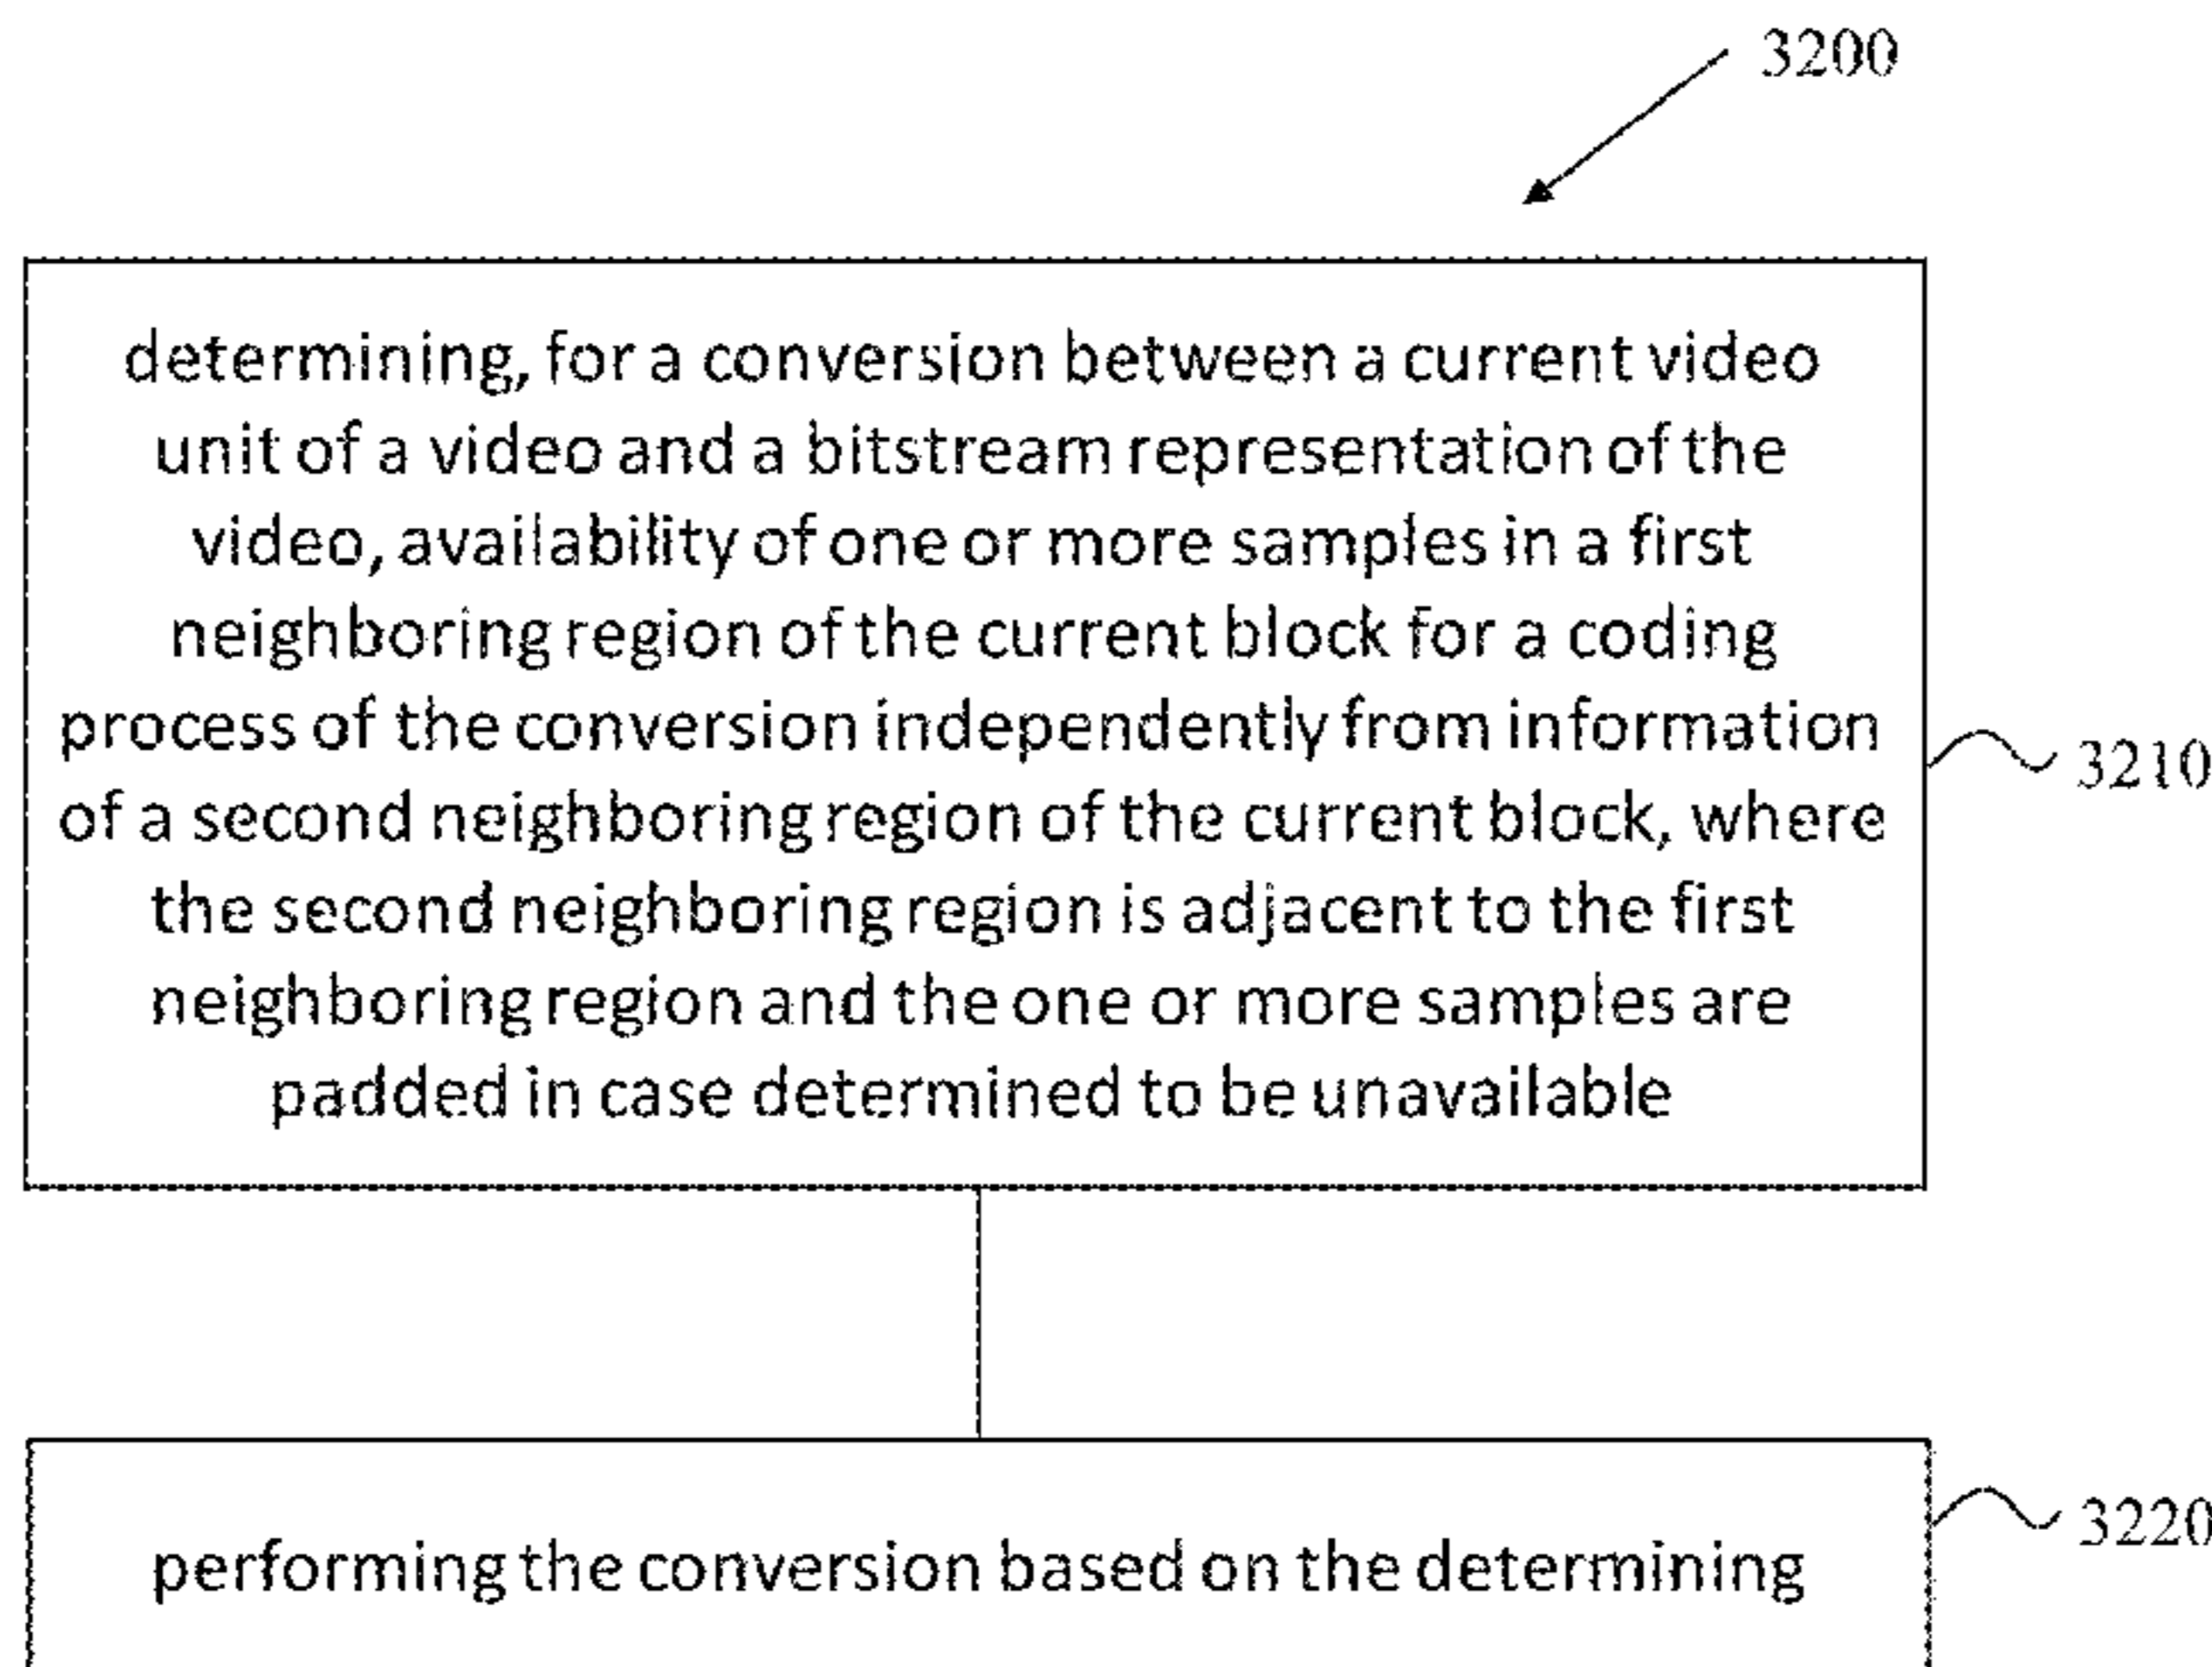 3200
determining, for a conversion between a current video
unit of a video and a bitstream representation of the
video, availability of one or more samples in a first
neighboring region of the current block for a coding
process of the conversion independently from information
of a second neighboring region of the current block, where
the second neighboring region is adjacent to the first
neighboring region and the one or more samples are
padded in case determined to be unavailable
3210
performing the conversion based on the determining
3220